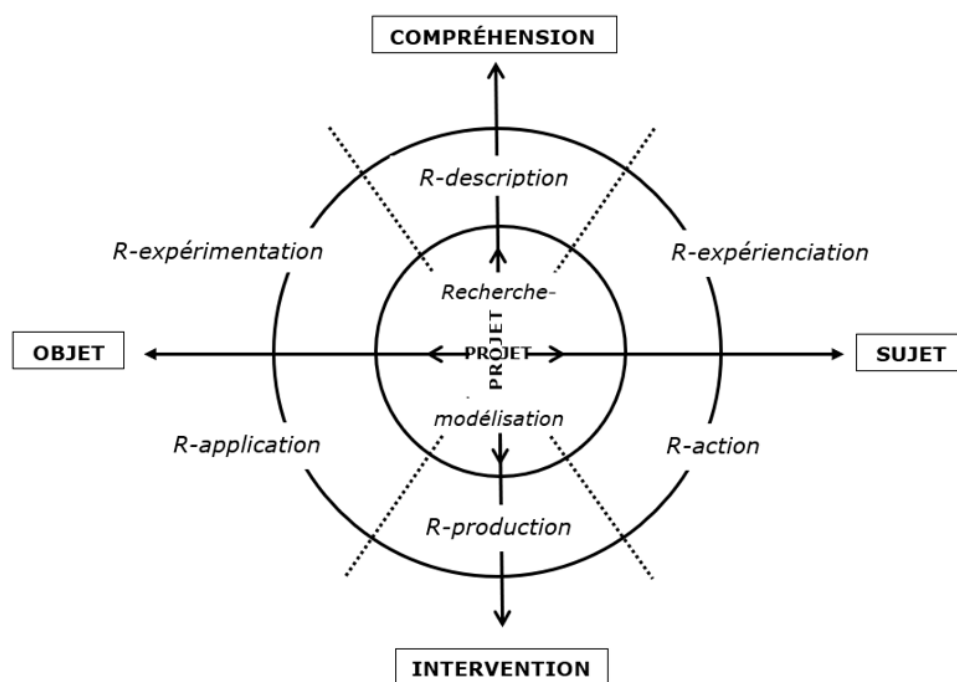 COMPRÉHENSION
R-description
R-expérimentation
R-expérienciation
Recherche-
OBJET
PROJET
PROJET
SUJET
modélisation
R-application
R-action
R-production
INTERVENTION